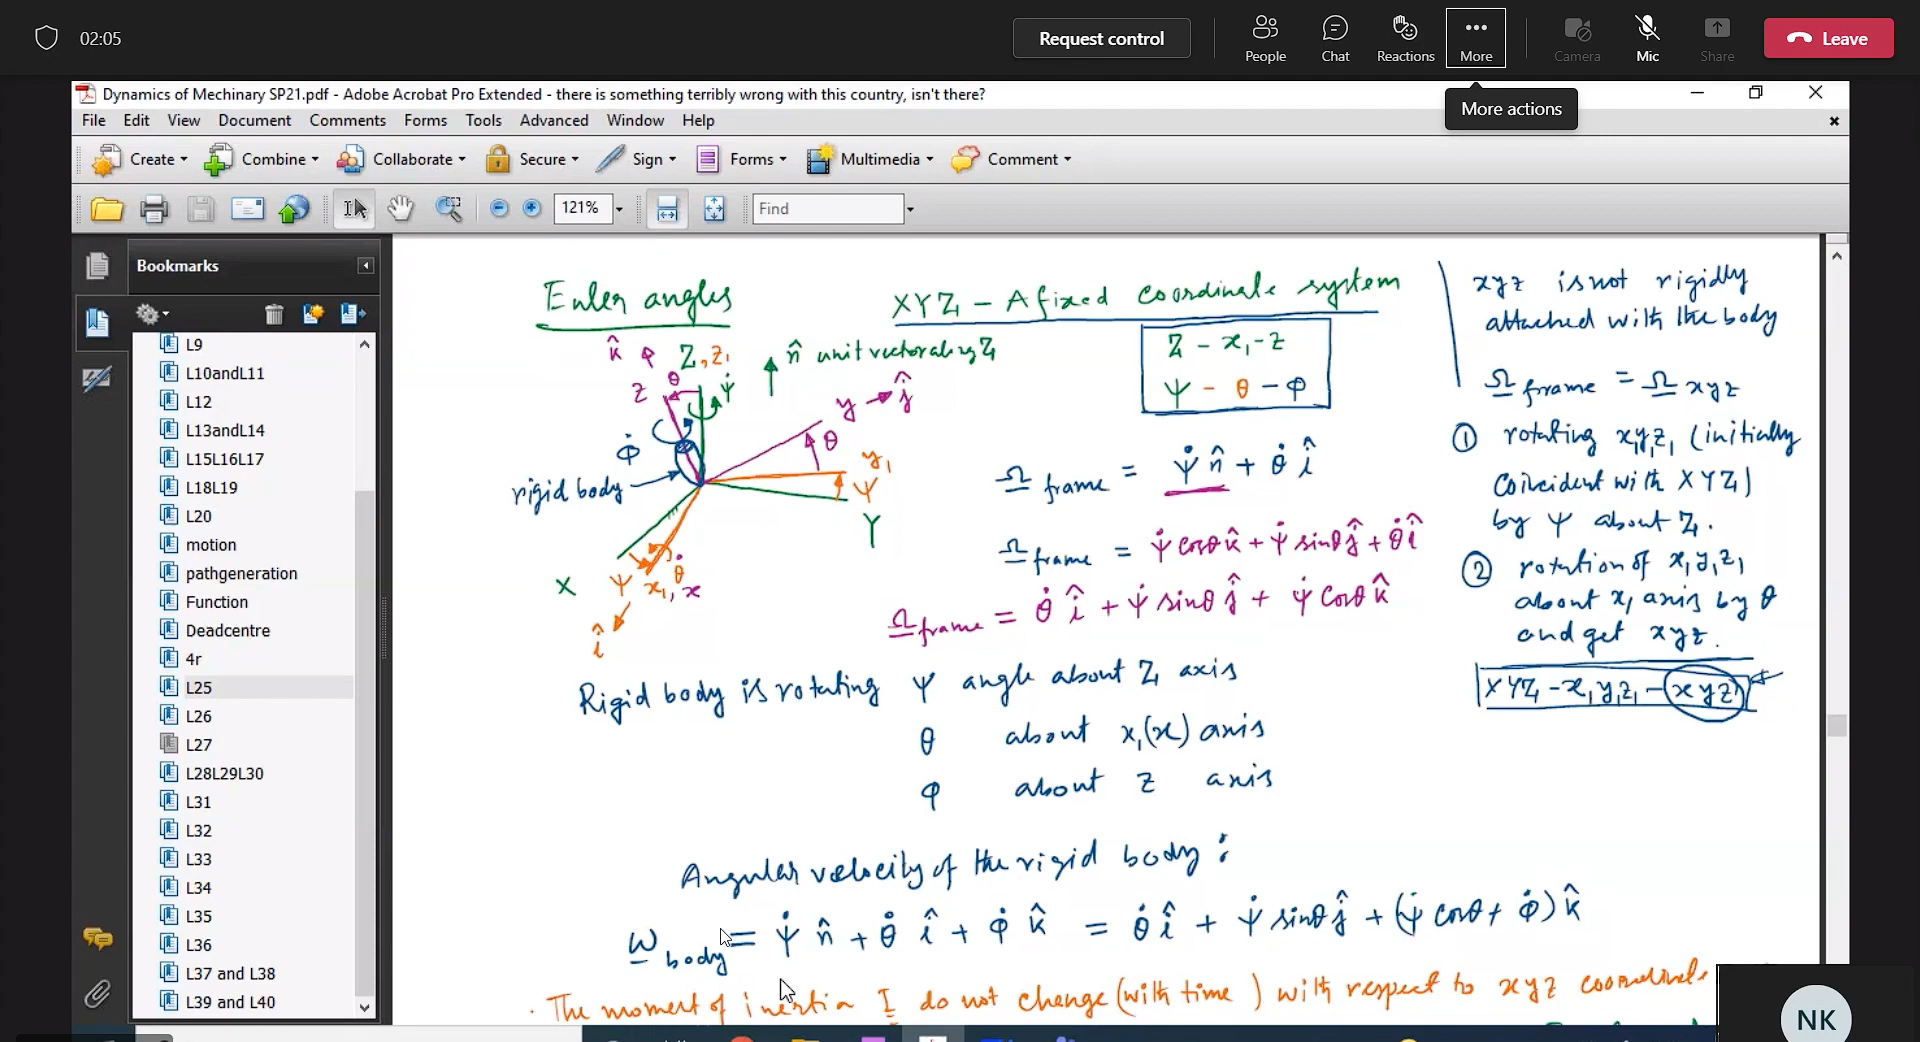 02:05
Request control
People
Chat
Reactions
More
Camera
Mic
Share
Leave
More actions
Dynamics of Mechinary SP21.pdf - Adobe Acrobat Pro Extended - there is something terribly wrong with this country, isn't there?
File Edit View Document Comments Forms Tools Advanced Window Help
Create Combine Collaborate Secure Sign Forms Multimedia Comment
121% Find
Bookmarks
L9
L10andL11
L12
L13andL14
L15L16L17
L18L19
L20
motion
pathgeneration
Function
Deadcentre
4r
L25
L26
L27
L28L29L30
L31
L32
L33
L34
L35
L36
L37 and L38
L39 and L40
Euler angles
XYZ - A fixed coordinate system
k̂ Z, z₁
n̂ unit vector along Z
Z - x₁ - z
ψ - θ - φ
z θ ψ̇
y → ĵ
θ
φ̇
y₁
ψ
rigid body
Y
X ψ x₁, x θ̇
î
Ω frame = ψ̇ n̂ + θ̇ î
Ω frame = ψ̇ cosθ k̂ + ψ̇ sinθ ĵ + θ̇ î
Ω frame = θ̇ î + ψ̇ sinθ ĵ + ψ̇ cosθ k̂
Rigid body is rotating ψ angle about Z axis
θ about x₁(x) axis
φ about z axis
Angular velocity of the rigid body :
ω body = ψ̇ n̂ + θ̇ î + φ̇ k̂ = θ̇ î + ψ̇ sinθ ĵ + (ψ̇ cosθ + φ̇) k̂
. The moment of inertia I do not change (with time) with respect to xyz coordinate
xyz is not rigidly
attached with the body
Ω frame = Ω xyz
① rotating x₁y₁z₁ (initially
coincident with XYZ)
by ψ about Z.
② rotation of x₁y₁z₁
about x₁ axis by θ
and get xyz.
XYZ - x₁y₁z₁ - xyz
NK